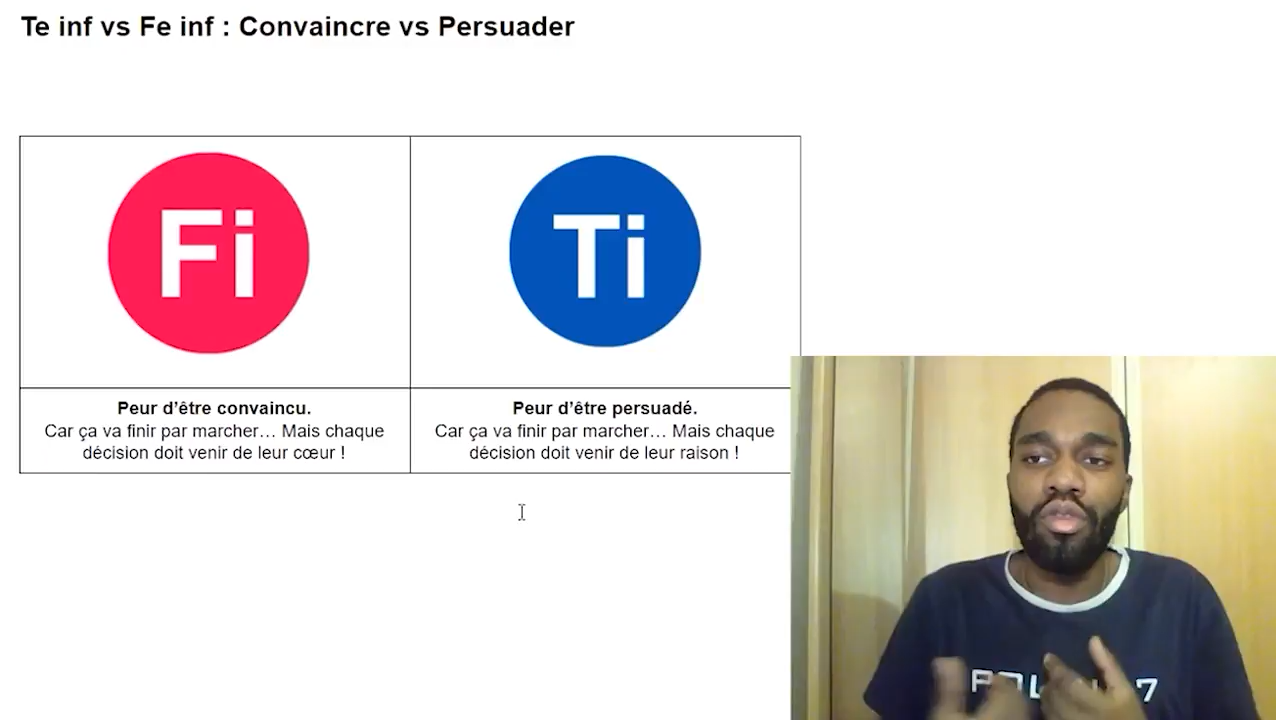 Te inf vs Fe inf : Convaincre vs Persuader
Fi
Ti
Peur d’être convaincu.
Car ça va finir par marcher… Mais chaque
décision doit venir de leur cœur !
Peur d’être persuadé.
Car ça va finir par marcher… Mais chaque
décision doit venir de leur raison !
7